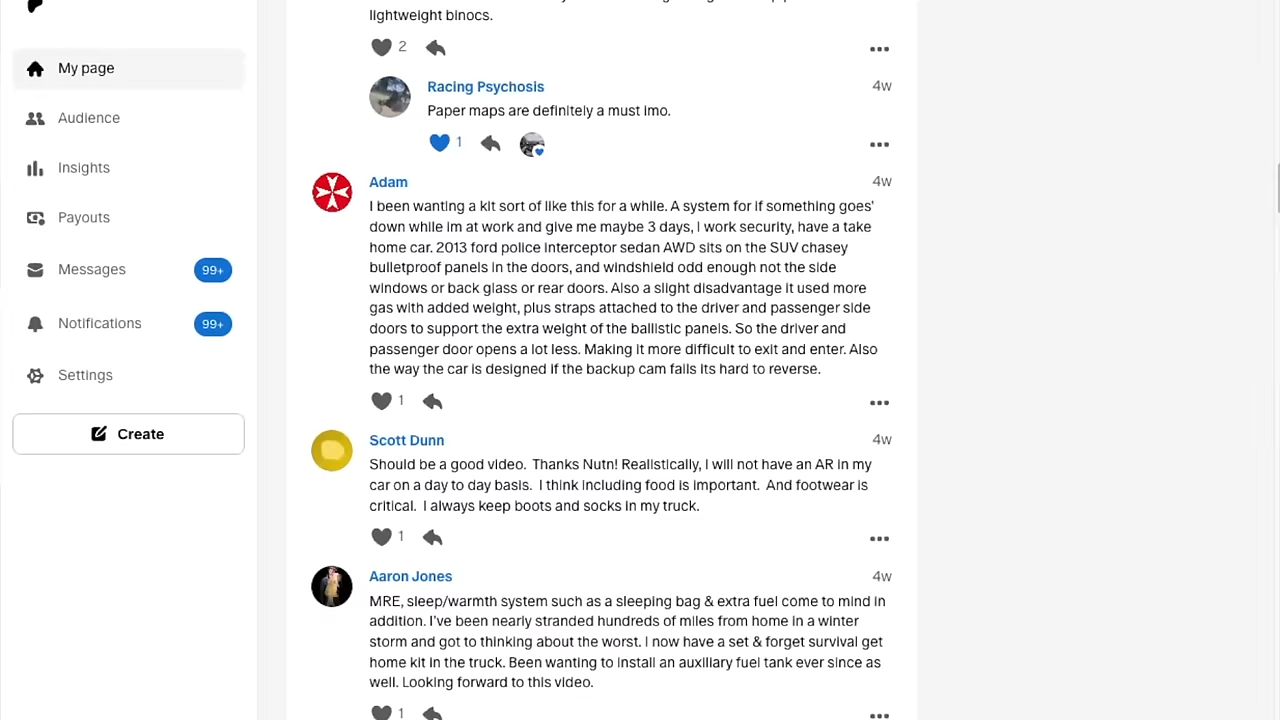 lightweight binocs.
2
Racing Psychosis 4w
Paper maps are definitely a must imo.
1
My page
Audience
Insights
Payouts
Messages 99+
Notifications 99+
Settings
Create
Adam 4w
I been wanting a kit sort of like this for a while. A system for if something goes'
down while im at work and give me maybe 3 days, I work security, have a take
home car. 2013 ford police interceptor sedan AWD sits on the SUV chasey
bulletproof panels in the doors, and windshield odd enough not the side
windows or back glass or rear doors. Also a slight disadvantage it used more
gas with added weight, plus straps attached to the driver and passenger side
doors to support the extra weight of the ballistic panels. So the driver and
passenger door opens a lot less. Making it more difficult to exit and enter. Also
the way the car is designed if the backup cam fails its hard to reverse.
1
Scott Dunn 4w
Should be a good video. Thanks Nutn! Realistically, I will not have an AR in my
car on a day to day basis. I think including food is important. And footwear is
critical. I always keep boots and socks in my truck.
1
Aaron Jones 4w
MRE, sleep/warmth system such as a sleeping bag & extra fuel come to mind in
addition. I've been nearly stranded hundreds of miles from home in a winter
storm and got to thinking about the worst. I now have a set & forget survival get
home kit in the truck. Been wanting to install an auxiliary fuel tank ever since as
well. Looking forward to this video.
1